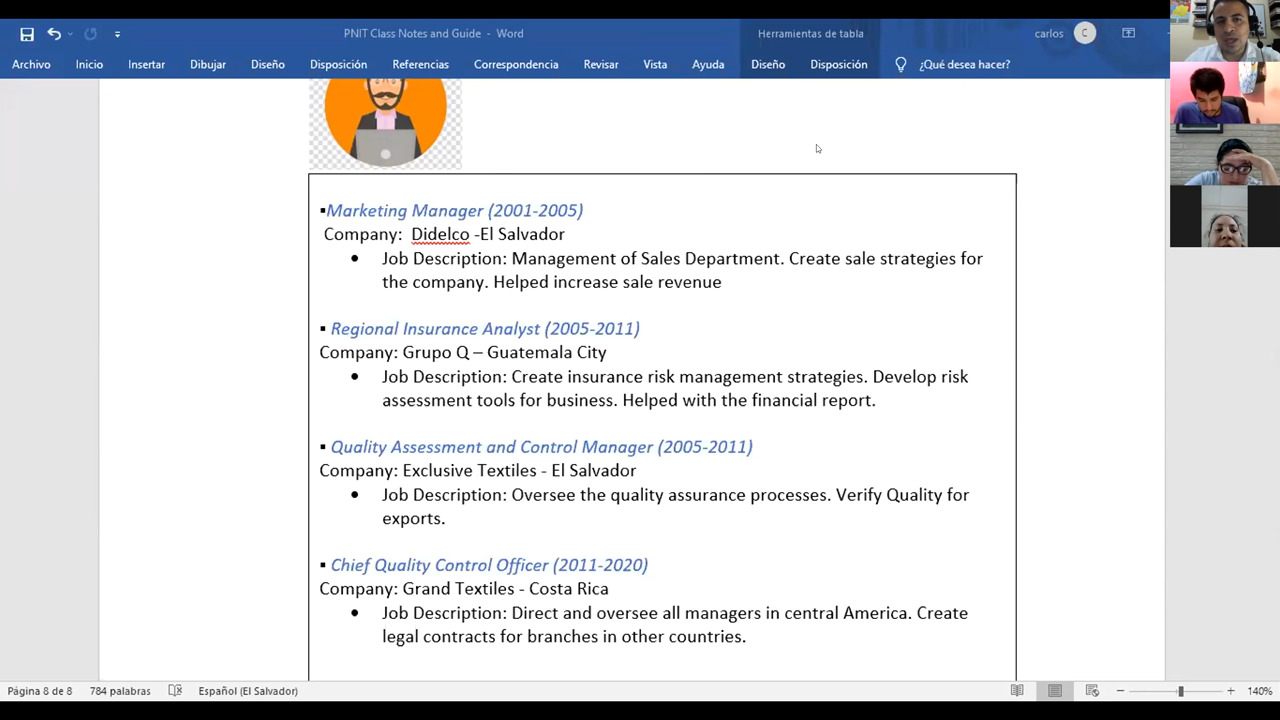 PNIT Class Notes and Guide - Word
Herramientas de tabla
carlos
C
Archivo Inicio Insertar Dibujar Diseño Disposición Referencias Correspondencia Revisar Vista Ayuda Diseño Disposición ¿Qué desea hacer?
▪Marketing Manager (2001-2005)
Company: Didelco -El Salvador
• Job Description: Management of Sales Department. Create sale strategies for
the company. Helped increase sale revenue
▪ Regional Insurance Analyst (2005-2011)
Company: Grupo Q – Guatemala City
• Job Description: Create insurance risk management strategies. Develop risk
assessment tools for business. Helped with the financial report.
▪ Quality Assessment and Control Manager (2005-2011)
Company: Exclusive Textiles - El Salvador
• Job Description: Oversee the quality assurance processes. Verify Quality for
exports.
▪ Chief Quality Control Officer (2011-2020)
Company: Grand Textiles - Costa Rica
• Job Description: Direct and oversee all managers in central America. Create
legal contracts for branches in other countries.
Página 8 de 8 784 palabras Español (El Salvador) 140%